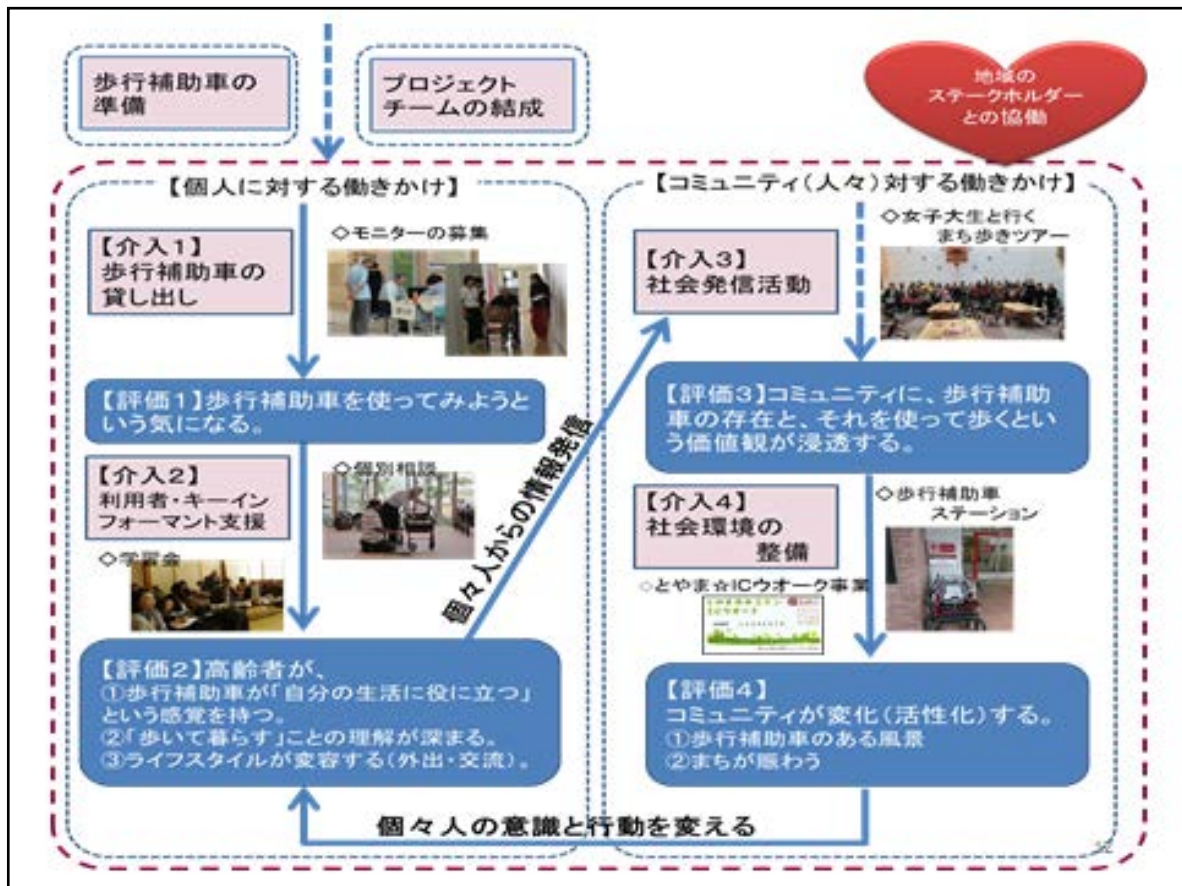 歩行補助車の
準備
プロジェクト
チームの結成
地域の
ステークホルダー
との協働
【個人に対する働きかけ】
【介入1】
歩行補助車の
貸し出し
◇モニターの募集
【評価1】歩行補助車を使ってみようと
いう気になる。
【介入2】
利用者・キーイン
フォーマント支援
◇個別相談
◇学習会
【評価2】高齢者が、
①歩行補助車が「自分の生活に役に立つ」
という感覚を持つ。
②「歩いて暮らす」ことの理解が深まる。
③ライフスタイルが変容する(外出・交流)。
個々人からの情報発信
【コミュニティ(人々)対する働きかけ】
◇女子大生と行く
まち歩きツアー
【介入3】
社会発信活動
【評価3】コミュニティに、歩行補助
車の存在と、それを使って歩くとい
う価値観が浸透する。
【介入4】
社会環境の
整備
◇歩行補助車
ステーション
◇とやま☆ICウオーク事業
【評価4】
コミュニティが変化(活性化)する。
①歩行補助車のある風景
②まちが賑わう
個々人の意識と行動を変える